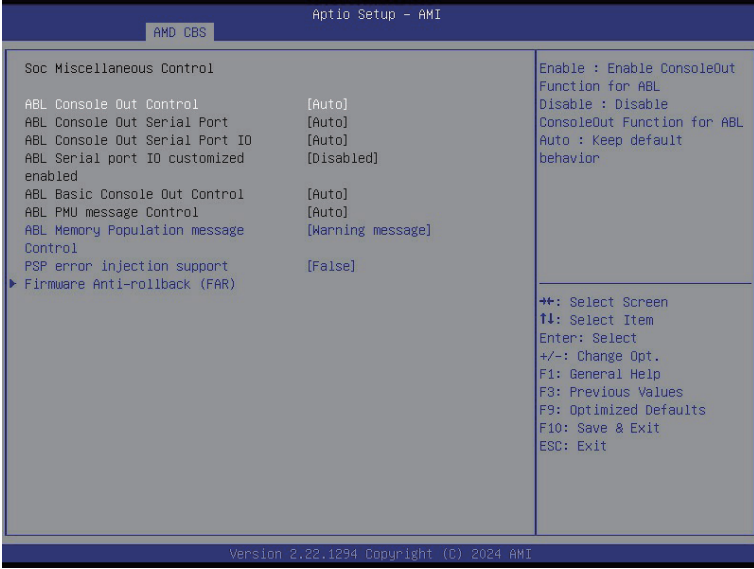 Aptio Setup – AMI
AMD CBS
Soc Miscellaneous Control
ABL Console Out Control [Auto]
ABL Console Out Serial Port [Auto]
ABL Console Out Serial Port IO [Auto]
ABL Serial port IO customized [Disabled]
enabled
ABL Basic Console Out Control [Auto]
ABL PMU message Control [Auto]
ABL Memory Population message [Warning message]
Control
PSP error injection support [False]
Firmware Anti-rollback (FAR)
Enable : Enable ConsoleOut
Function for ABL
Disable : Disable
ConsoleOut Function for ABL
Auto : Keep default
behavior
→←: Select Screen
↑↓: Select Item
Enter: Select
+/-: Change Opt.
F1: General Help
F3: Previous Values
F9: Optimized Defaults
F10: Save & Exit
ESC: Exit
Version 2.22.1294 Copyright (C) 2024 AMI